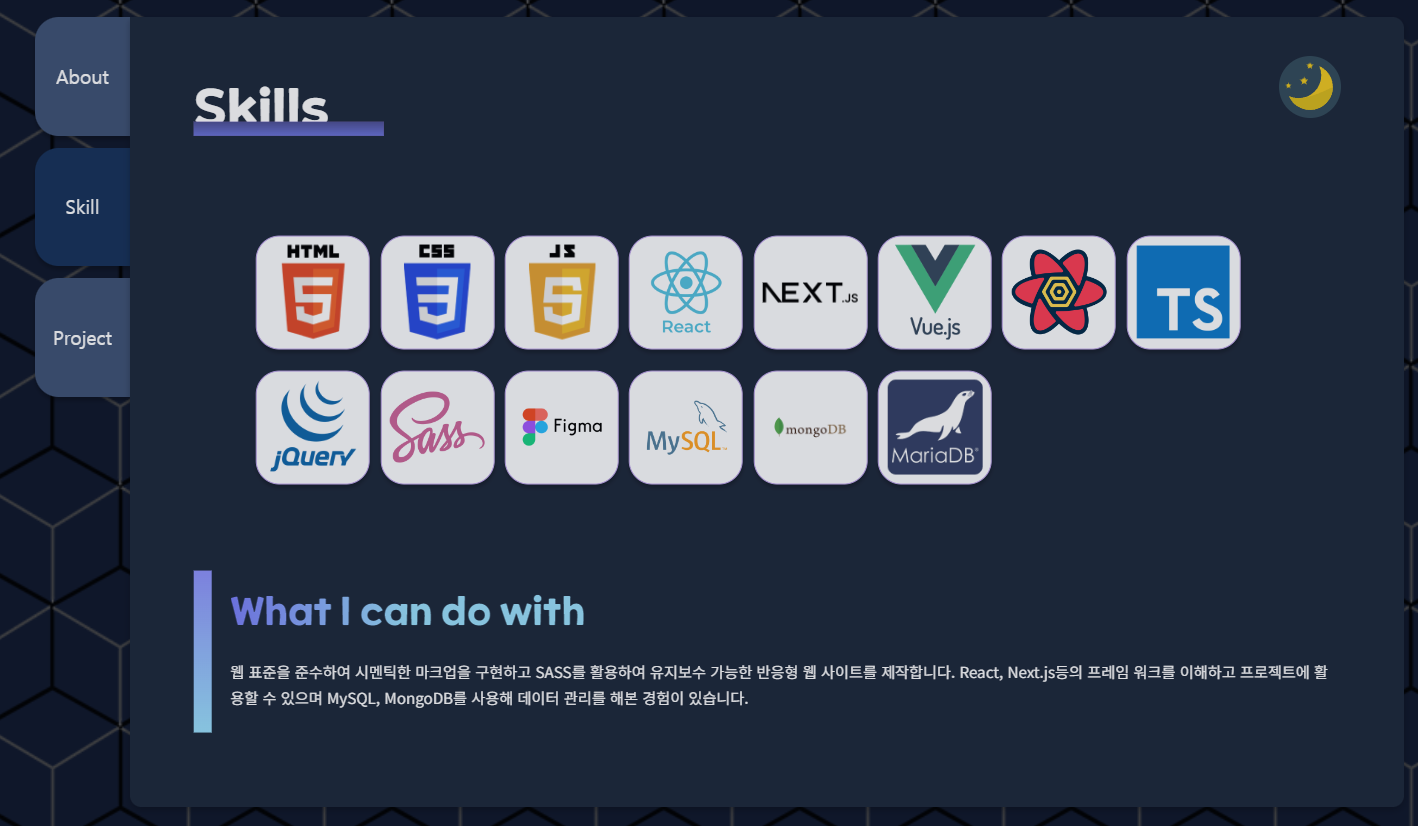 About
Skill
Project
Skills
HTML
CSS
JS
React
NEXT.JS
Vue.js
TS
jQuery
Sass
Figma
MySQL™
mongoDB
MariaDB®
What I can do with
웹 표준을 준수하여 시멘틱한 마크업을 구현하고 SASS를 활용하여 유지보수 가능한 반응형 웹 사이트를 제작합니다. React, Next.js등의 프레임 워크를 이해하고 프로젝트에 활
용할 수 있으며 MySQL, MongoDB를 사용해 데이터 관리를 해본 경험이 있습니다.